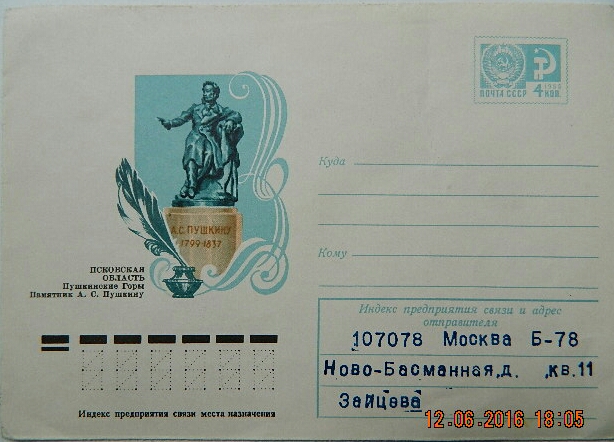 ПОЧТА СССР
1966
4 КОП.
А.С. ПУШКИНУ
1799-1837
ПСКОВСКАЯ
ОБЛАСТЬ
Пушкинские Горы
Памятник А. С. Пушкину
Куда
Кому
Индекс предприятия связи и адрес
отправителя
107078 Москва Б-78
Ново-Басманная,д. ,кв.11
Зайцева
Индекс предприятия связи места назначения
12.06.2016 18:05